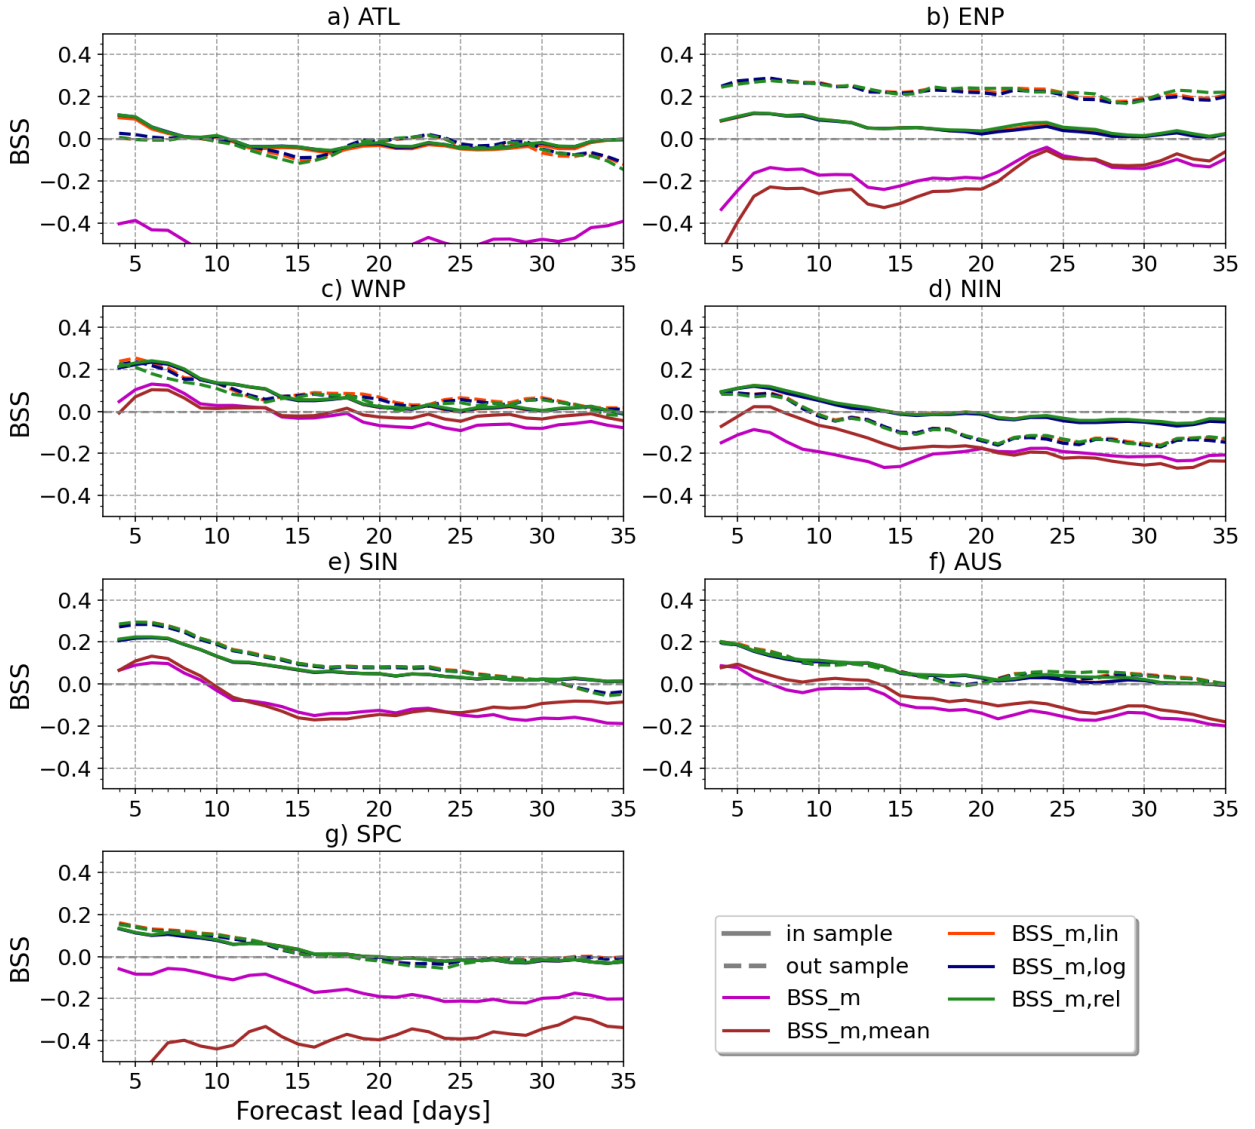 a) ATL
BSS
0.4
0.2
0.0
−0.2
−0.4
5 10 15 20 25 30 35
b) ENP
0.4
0.2
0.0
−0.2
−0.4
5 10 15 20 25 30 35
c) WNP
BSS
0.4
0.2
0.0
−0.2
−0.4
5 10 15 20 25 30 35
d) NIN
0.4
0.2
0.0
−0.2
−0.4
5 10 15 20 25 30 35
e) SIN
BSS
0.4
0.2
0.0
−0.2
−0.4
5 10 15 20 25 30 35
f) AUS
0.4
0.2
0.0
−0.2
−0.4
5 10 15 20 25 30 35
g) SPC
BSS
0.4
0.2
0.0
−0.2
−0.4
5 10 15 20 25 30 35
Forecast lead [days]
in sample
out sample
BSS_m
BSS_m,mean
BSS_m,lin
BSS_m,log
BSS_m,rel